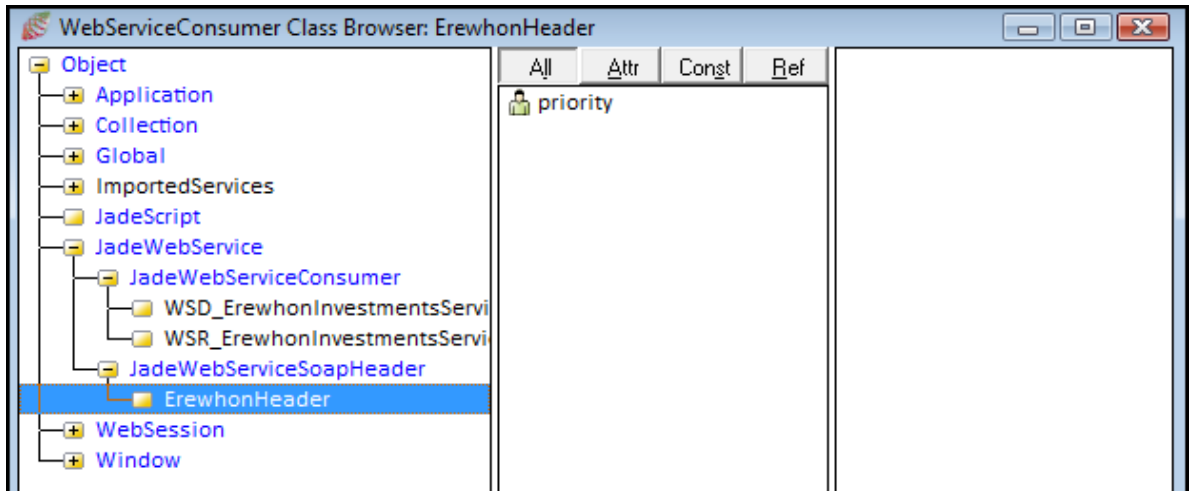 WebServiceConsumer Class Browser: ErewhonHeader
Object
Application
Collection
Global
ImportedServices
JadeScript
JadeWebService
JadeWebServiceConsumer
WSD_ErewhonInvestmentsServi
WSR_ErewhonInvestmentsServi
JadeWebServiceSoapHeader
ErewhonHeader
WebSession
Window
All Attr Const Ref
priority